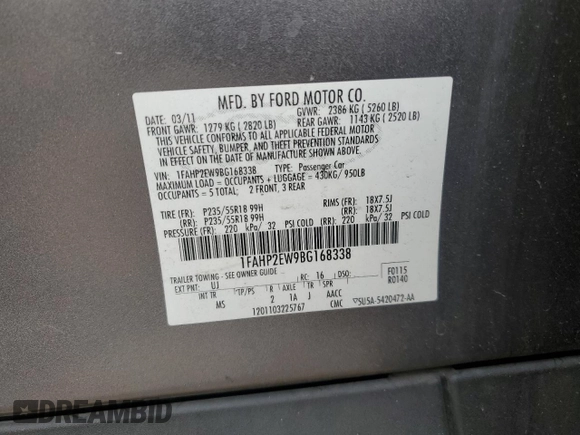 MFD. BY FORD MOTOR CO.
DATE: 03/11 GVWR: 2386 KG ( 5260 LB)
FRONT GAWR: 1279 KG ( 2820 LB) REAR GAWR: 1143 KG ( 2520 LB)
THIS VEHICLE CONFORMS TO ALL APPLICABLE FEDERAL MOTOR
VEHICLE SAFETY, BUMPER, AND THEFT PREVENTION STANDARDS
IN EFFECT ON THE DATE OF MANUFACTURE SHOWN ABOVE.
VIN: 1FAHP2EW9BG168338 TYPE: Passenger Car
MAXIMUM LOAD = OCCUPANTS + LUGGAGE = 430KG / 950LB
OCCUPANTS = 5 TOTAL; 2 FRONT, 3 REAR
TIRE (FR): P235/55R18 99H RIMS (FR): 18X7.5J
(RR): P235/55R18 99H (RR): 18X7.5J
PRESSURE (FR): 220 kPa/ 32 PSI COLD (RR): 220 kPa/ 32 PSI COLD
1FAHP2EW9BG168338
TRAILER TOWING - SEE OWNER GUIDE
EXT PNT: UJ RC: 16 DSO: F0115
R0140
INT TR TP/PS R AXLE TR SPR
MS 2 1A J AACC
1201103225767 CMC 5U5A-5420472-AA
DREAMBID